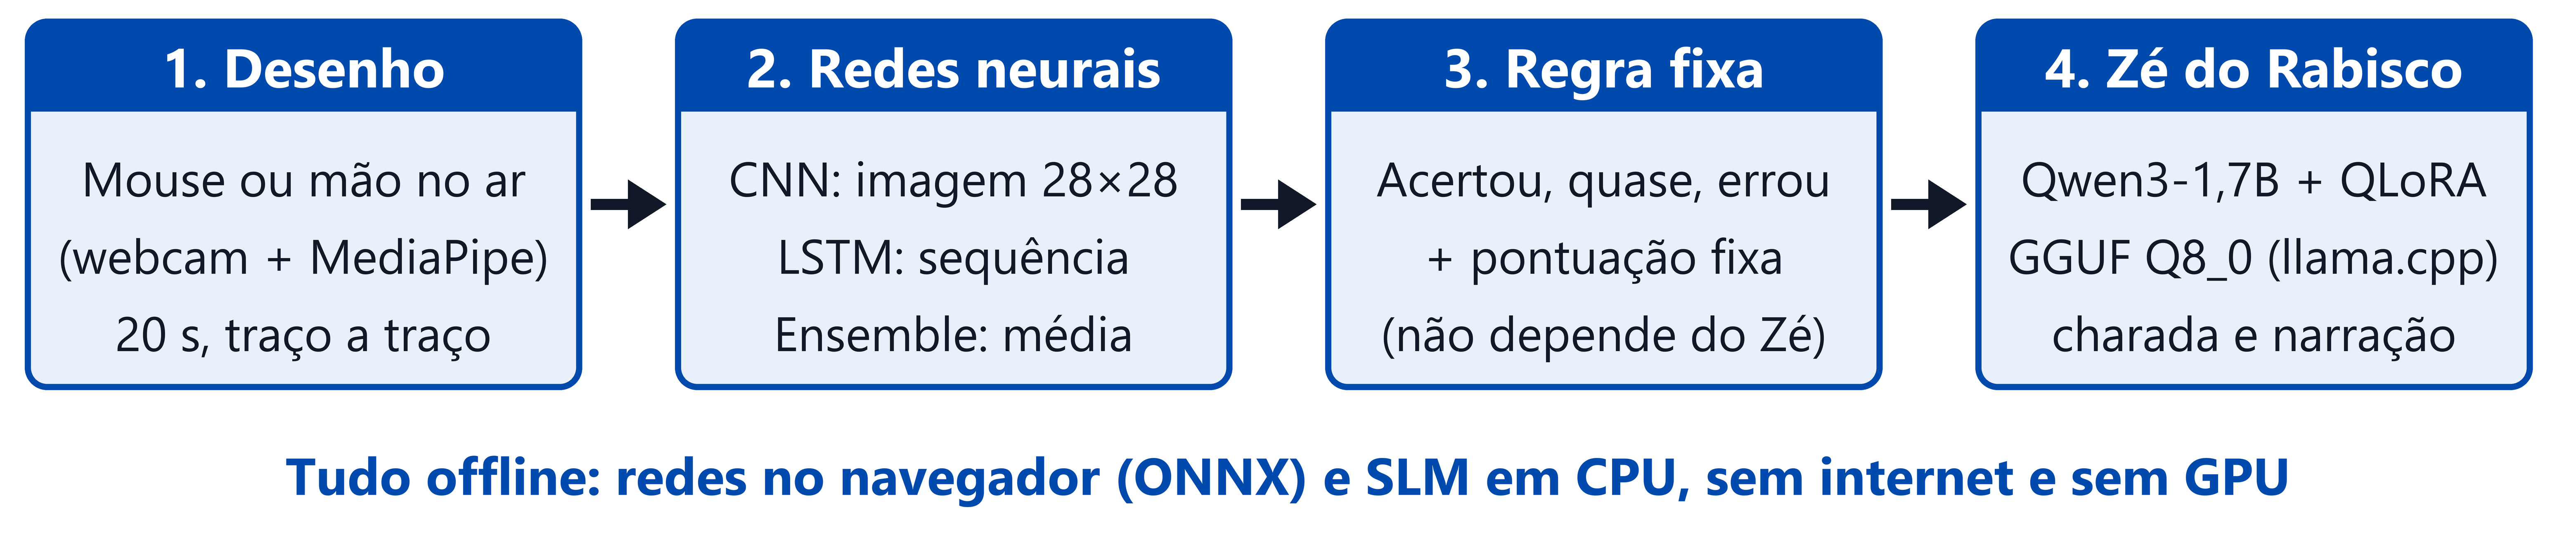 1. Desenho
Mouse ou mão no ar
(webcam + MediaPipe)
20 s, traço a traço
2. Redes neurais
CNN: imagem 28×28
LSTM: sequência
Ensemble: média
3. Regra fixa
Acertou, quase, errou
+ pontuação fixa
(não depende do Zé)
4. Zé do Rabisco
Qwen3-1,7B + QLoRA
GGUF Q8_0 (llama.cpp)
charada e narração
Tudo offline: redes no navegador (ONNX) e SLM em CPU, sem internet e sem GPU